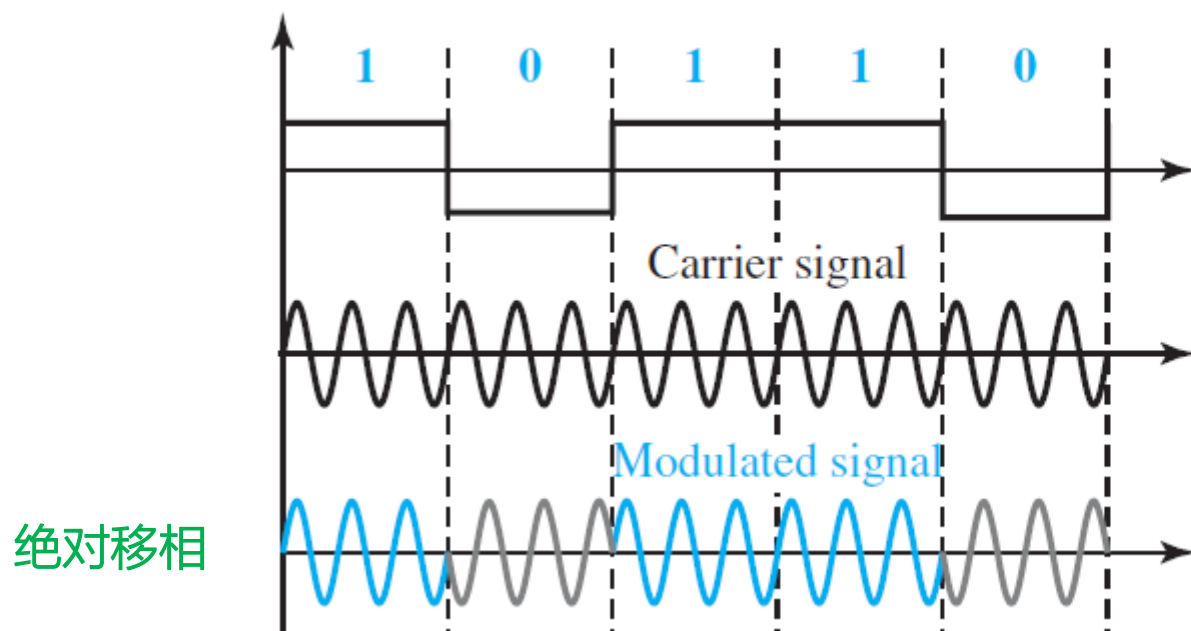 1 0 1 1 0
Carrier signal
Modulated signal
绝对移相